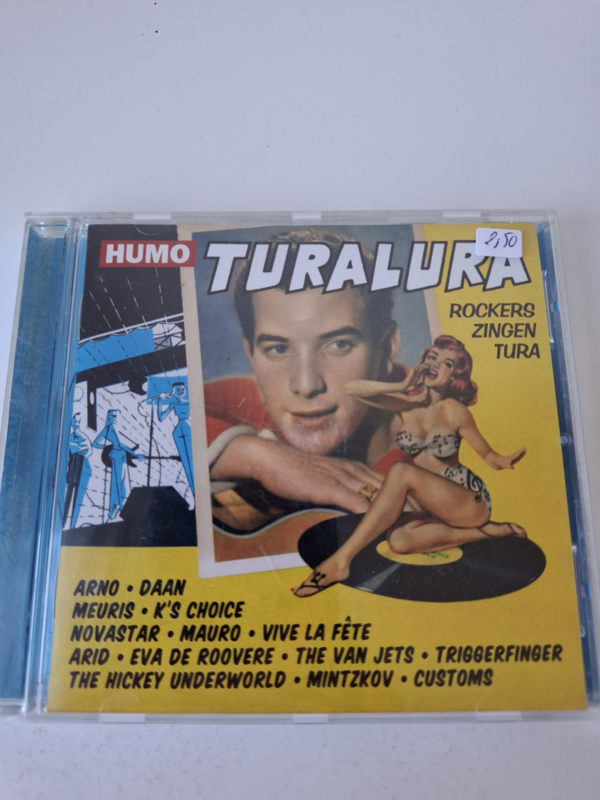 HUMO TURALURA
2,50
ROCKERS
ZINGEN
TURA
ARNO • DAAN
MEURIS • K'S CHOICE
NOVASTAR • MAURO • VIVE LA FÊTE
ARID • EVA DE ROOVERE • THE VAN JETS • TRIGGERFINGER
THE HICKEY UNDERWORLD • MINTZKOV • CUSTOMS